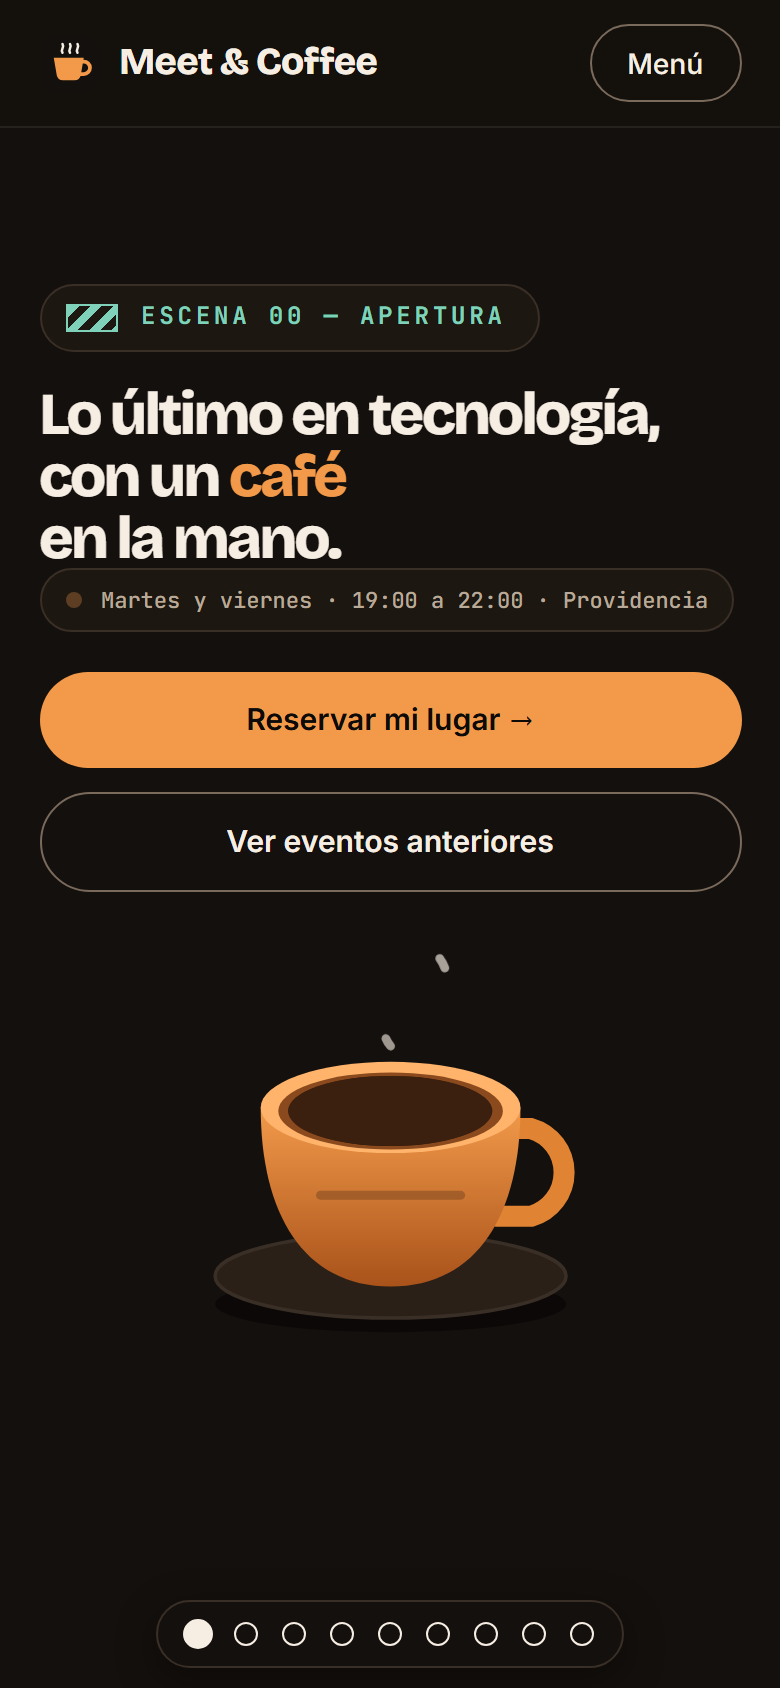 Meet & Coffee
Menú
ESCENA 00 — APERTURA
Lo último en tecnología,
con un café
en la mano.
Martes y viernes · 19:00 a 22:00 · Providencia
Reservar mi lugar →
Ver eventos anteriores